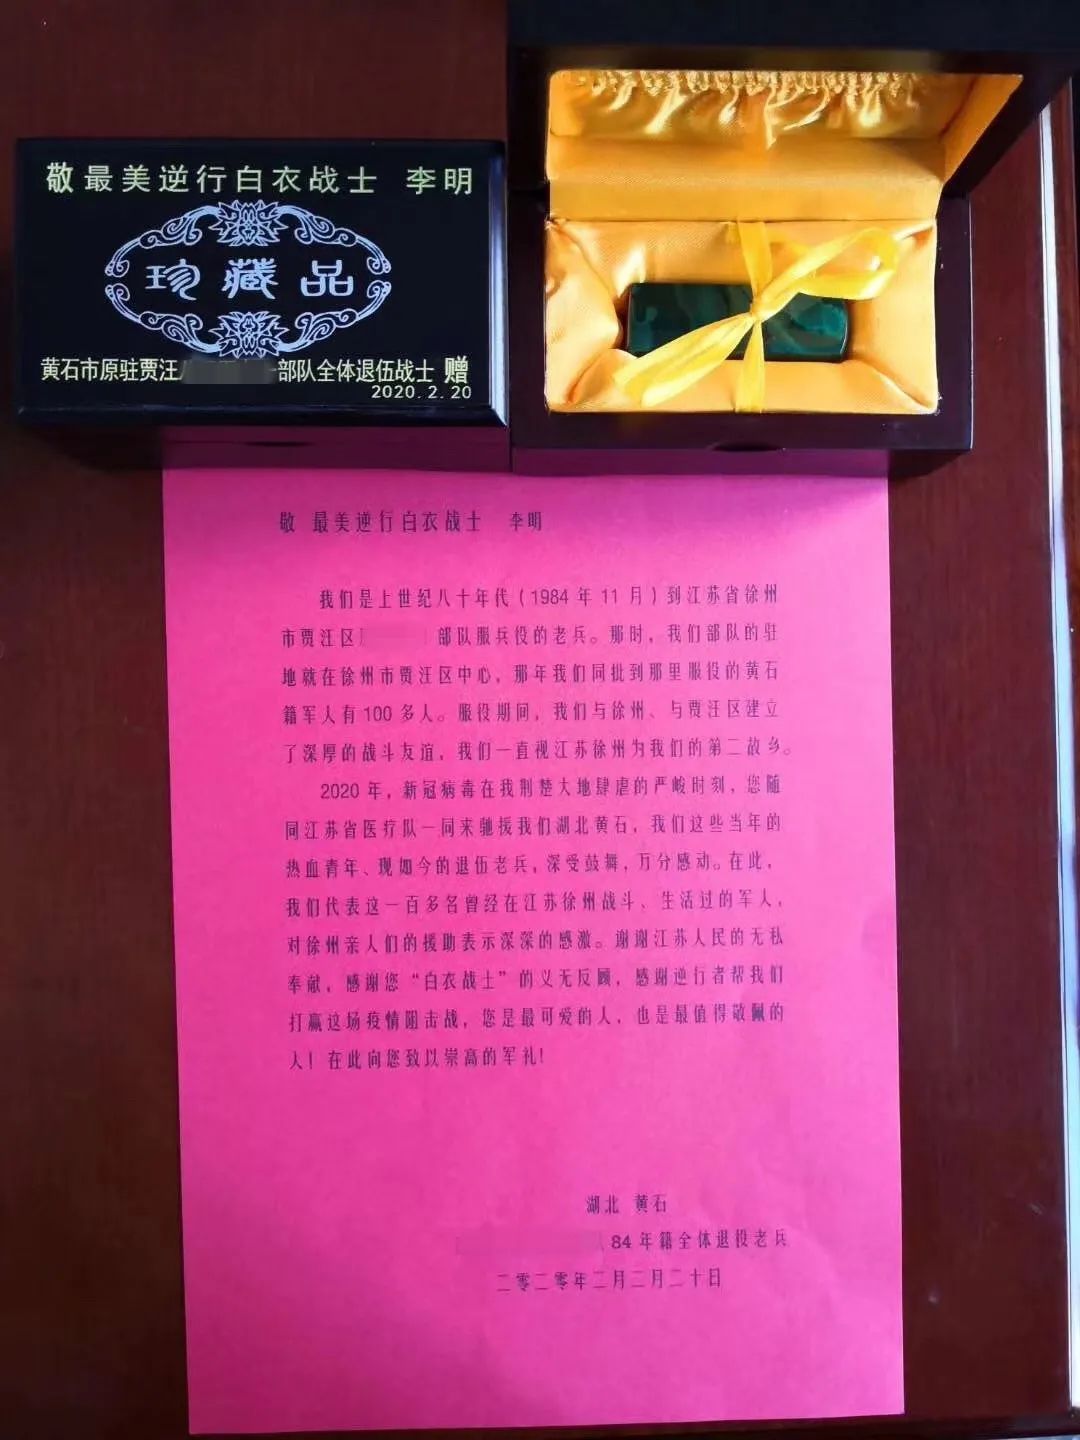 敬最美逆行白衣战士 李明
珍藏品
黄石市原驻贾汪 部队全体退伍战士 赠
2020.2.20
敬 最美逆行白衣战士 李明
我们是上世纪八十年代（1984 年 11 月）到江苏省徐州
市贾汪区 部队服兵役的老兵。那时，我们部队的驻
地就在徐州市贾汪区中心，那年我们同批到那里服役的黄石
籍军人有 100 多人。服役期间，我们与徐州、与贾汪区建立
了深厚的战斗友谊，我们一直视江苏徐州为我们的第二故乡。
2020 年，新冠病毒在我荆楚大地肆虐的严峻时刻，您随
同江苏省医疗队一同来驰援我们湖北黄石，我们这些当年的
热血青年、现如今的退伍老兵，深受鼓舞，万分感动。在此，
我们代表这一百多名曾经在江苏徐州战斗、生活过的军人，
对徐州亲人们的援助表示深深的感激。谢谢江苏人民的无私
奉献，感谢您“白衣战士”的义无反顾，感谢逆行者帮我们
打赢这场疫情阻击战，您是最可爱的人，也是最值得敬佩的
人！在此向您致以崇高的军礼！
湖北 黄石
84 年籍全体退役老兵
二零二零年二月二月二十日